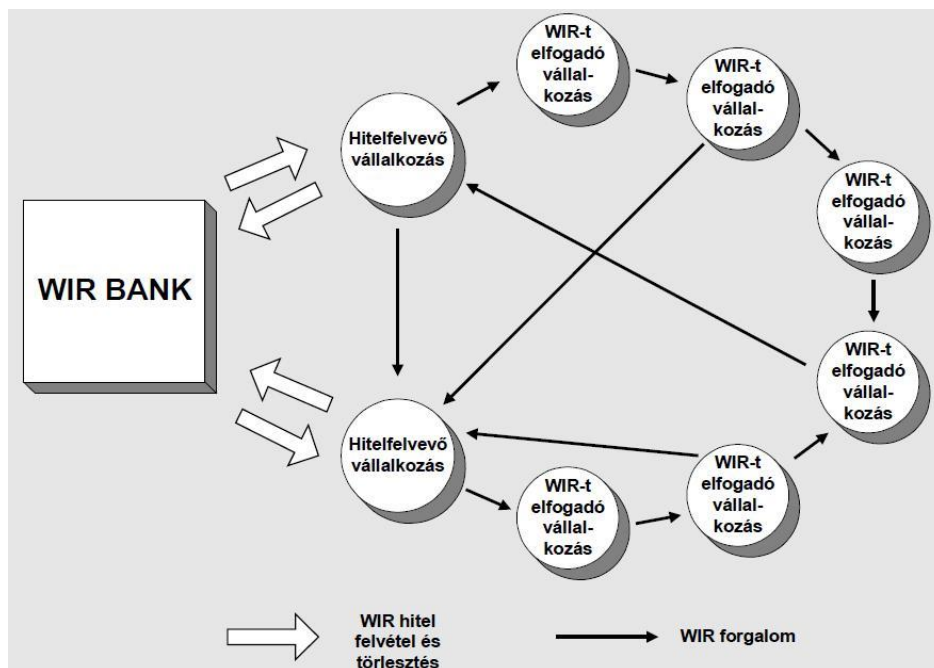 WIR-t
elfogadó
vállal-
kozás
WIR-t
elfogadó
vállal-
kozás
Hitelfelvevő
vállalkozás
WIR-t
elfogadó
vállal-
kozás
WIR BANK
WIR-t
elfogadó
vállal-
kozás
Hitelfelvevő
vállalkozás
WIR-t
elfogadó
vállal-
kozás
WIR-t
elfogadó
vállal-
kozás
WIR hitel
felvétel és
törlesztés
WIR forgalom